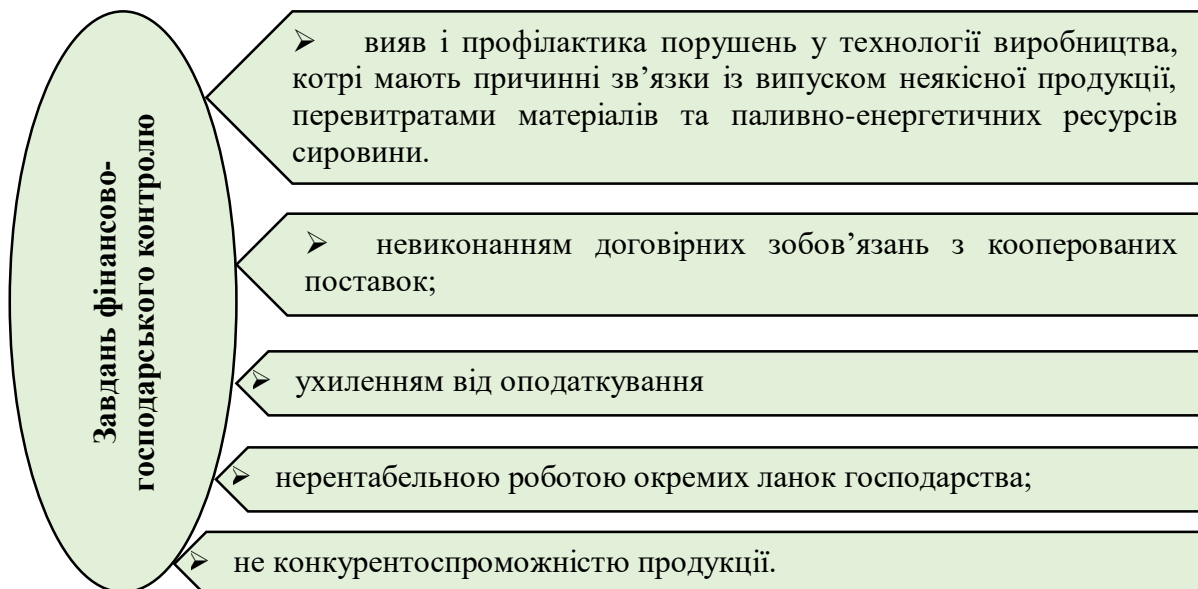 Завдань фінансово-
господарського контролю
➢ вияв і профілактика порушень у технології виробництва,
котрі мають причинні зв’язки із випуском неякісної продукції,
перевитратами матеріалів та паливно-енергетичних ресурсів
сировини.
➢ невиконанням договірних зобов’язань з кооперованих
поставок;
➢ ухиленням від оподаткування
➢ нерентабельною роботою окремих ланок господарства;
➢ не конкурентоспроможністю продукції.